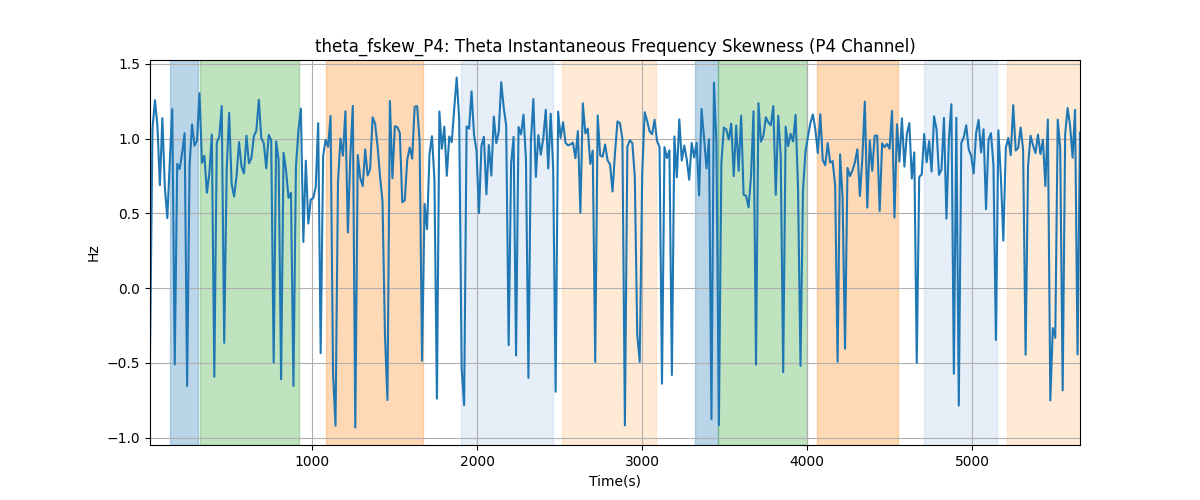 theta_fskew_P4: Theta Instantaneous Frequency Skewness (P4 Channel)
1.5
1.0
0.5
0.0
−0.5
−1.0
Hz
1000 2000 3000 4000 5000
Time(s)